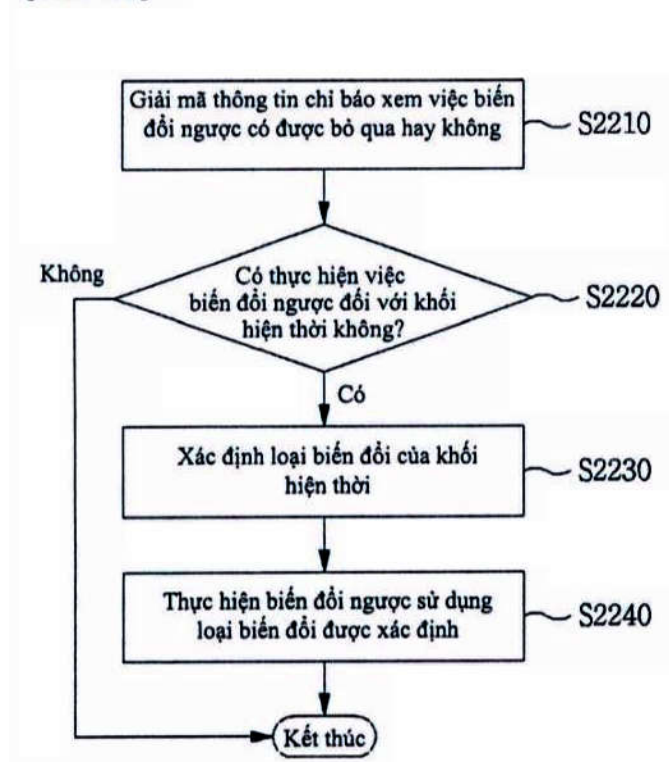 Giải mã thông tin chỉ báo xem việc biến
đổi ngược có được bỏ qua hay không
S2210
Không
Có thực hiện việc
biến đổi ngược đối với khối
hiện thời không?
S2220
Có
Xác định loại biến đổi của khối
hiện thời
S2230
Thực hiện biến đổi ngược sử dụng
loại biến đổi được xác định
S2240
Kết thúc